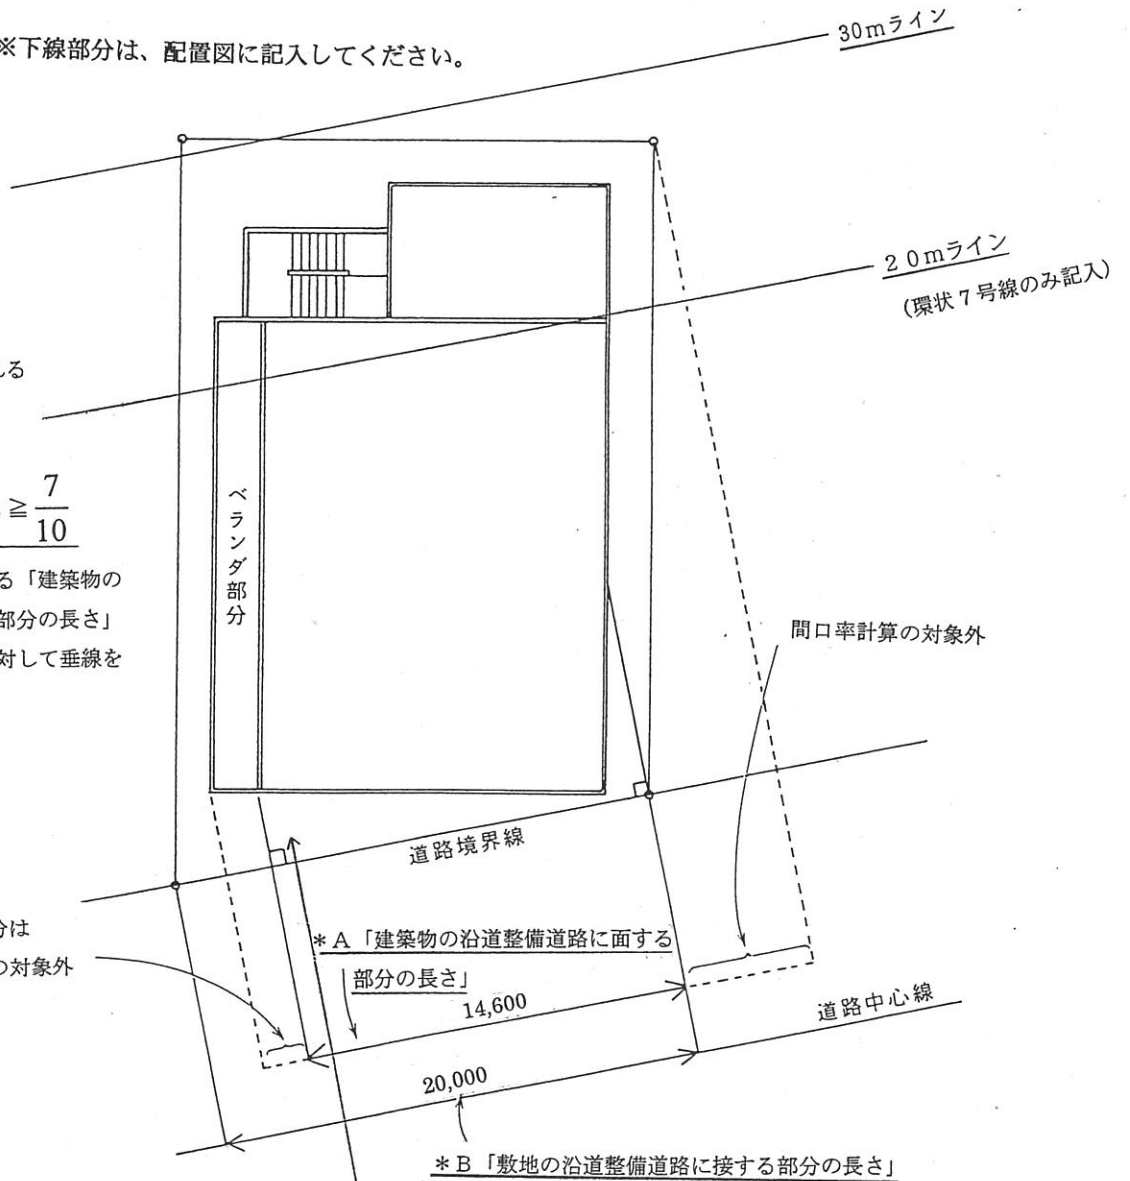 ※下線部分は、配置図に記入してください。
30mライン
２０mライン
(環状７号線のみ記入)
れる
≧ 7/10
る「建築物の
部分の長さ」
対して垂線を
ベランダ部分
間口率計算の対象外
道路境界線
分は
の対象外
＊A「建築物の沿道整備道路に面する
部分の長さ」
14,600
道路中心線
20,000
＊B「敷地の沿道整備道路に接する部分の長さ」